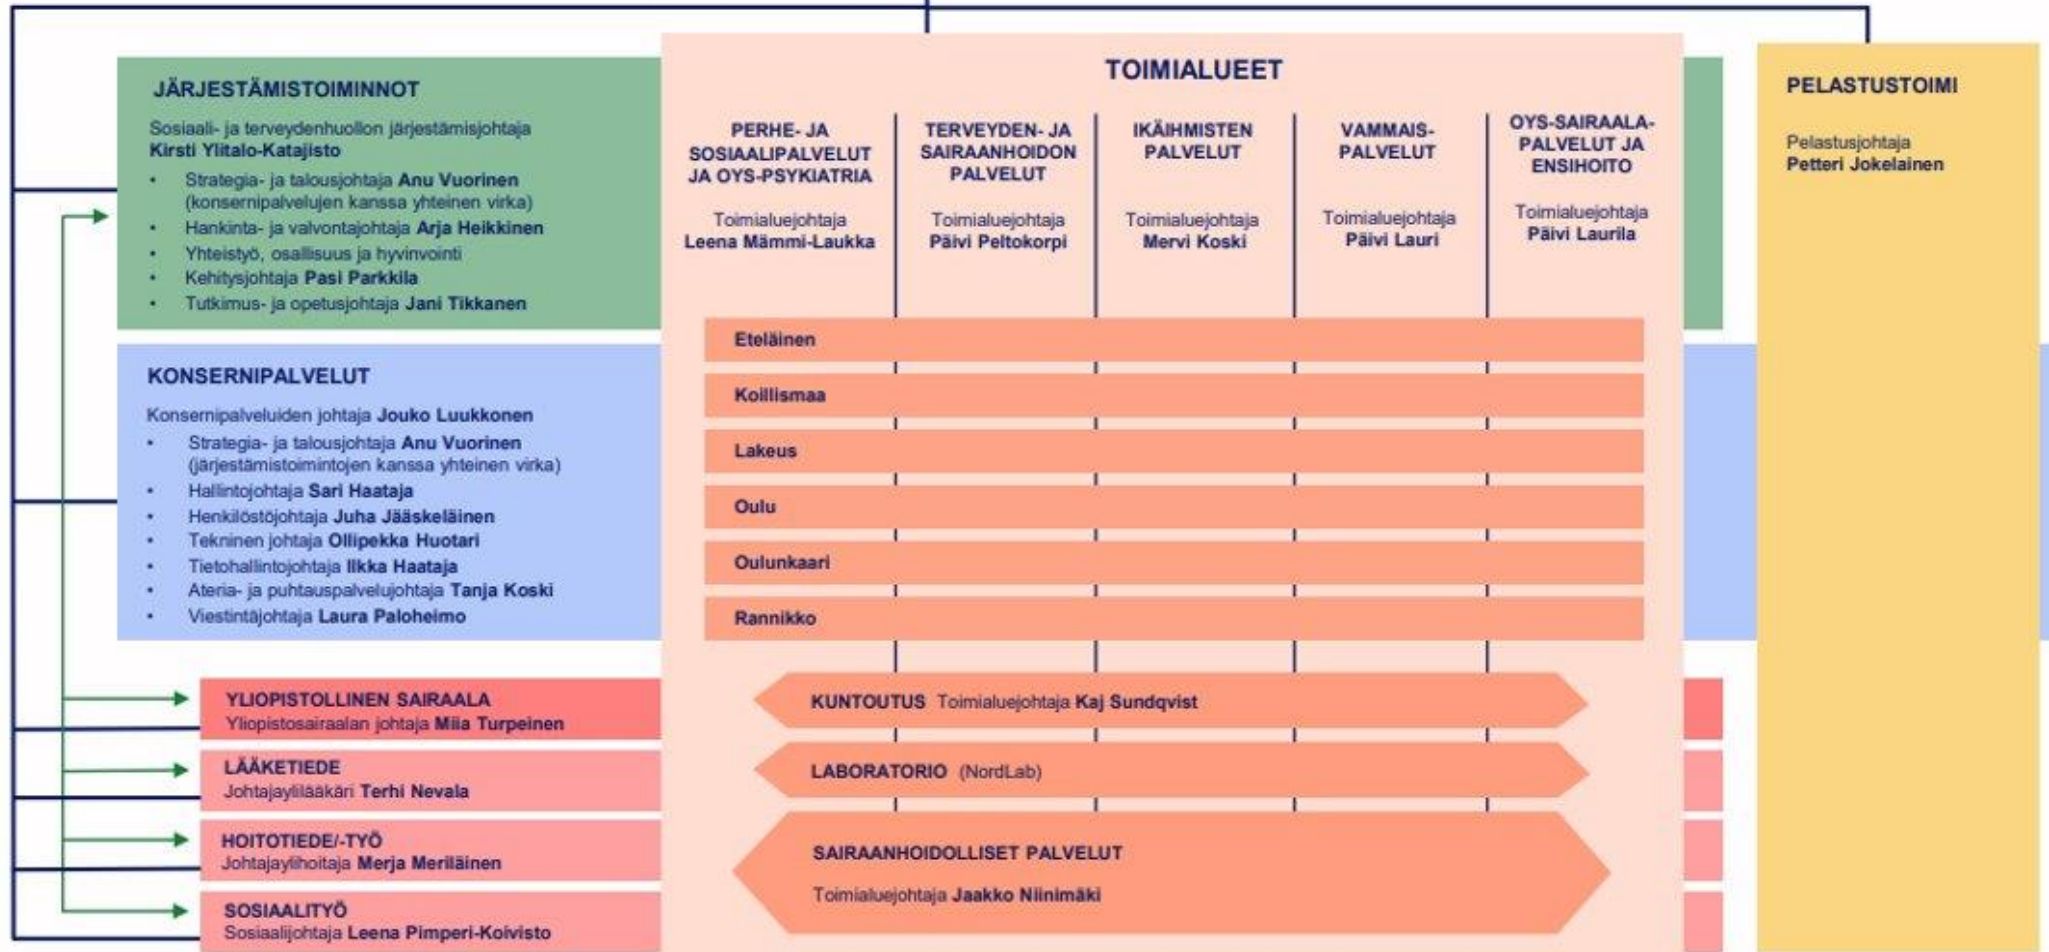 JÄRJESTÄMISTOIMINNOT
Sosiaali- ja terveydenhuollon järjestämisjohtaja
Kirsti Ylitalo-Katajisto
• Strategia- ja talousjohtaja Anu Vuorinen
(konsernipalvelujen kanssa yhteinen virka)
• Hankinta- ja valvontajohtaja Arja Heikkinen
• Yhteistyö, osallisuus ja hyvinvointi
• Kehitysjohtaja Pasi Parkkila
• Tutkimus- ja opetusjohtaja Jani Tikkanen
KONSERNIPALVELUT
Konsernipalveluiden johtaja Jouko Luukkonen
• Strategia- ja talousjohtaja Anu Vuorinen
(järjestämistoimintojen kanssa yhteinen virka)
• Hallintojohtaja Sari Haataja
• Henkilöstöjohtaja Juha Jääskeläinen
• Tekninen johtaja Ollipekka Huotari
• Tietohallintojohtaja Ilkka Haataja
• Ateria- ja puhtauspalvelujohtaja Tanja Koski
• Viestintäjohtaja Laura Paloheimo
YLIOPISTOLLINEN SAIRAALA
Yliopistosairaalan johtaja Miia Turpeinen
LÄÄKETIEDE
Johtajaylilääkäri Terhi Nevala
HOITOTIEDE/-TYÖ
Johtajaylihoitaja Merja Meriläinen
SOSIAALITYÖ
Sosiaalijohtaja Leena Pimperi-Koivisto
TOIMIALUEET
PERHE- JA
SOSIAALIPALVELUT
JA OYS-PSYKIATRIA
Toimialuejohtaja
Leena Mämmi-Laukka
TERVEYDEN- JA
SAIRAANHOIDON
PALVELUT
Toimialuejohtaja
Päivi Peltokorpi
IKÄIHMISTEN
PALVELUT
Toimialuejohtaja
Mervi Koski
VAMMAIS-
PALVELUT
Toimialuejohtaja
Päivi Lauri
OYS-SAIRAALA-
PALVELUT JA
ENSIHOITO
Toimialuejohtaja
Päivi Laurila
Eteläinen
Koillismaa
Lakeus
Oulu
Oulunkaari
Rannikko
KUNTOUTUS Toimialuejohtaja Kaj Sundqvist
LABORATORIO (NordLab)
SAIRAANHOIDOLLISET PALVELUT
Toimialuejohtaja Jaakko Niinimäki
PELASTUSTOIMI
Pelastusjohtaja
Petteri Jokelainen